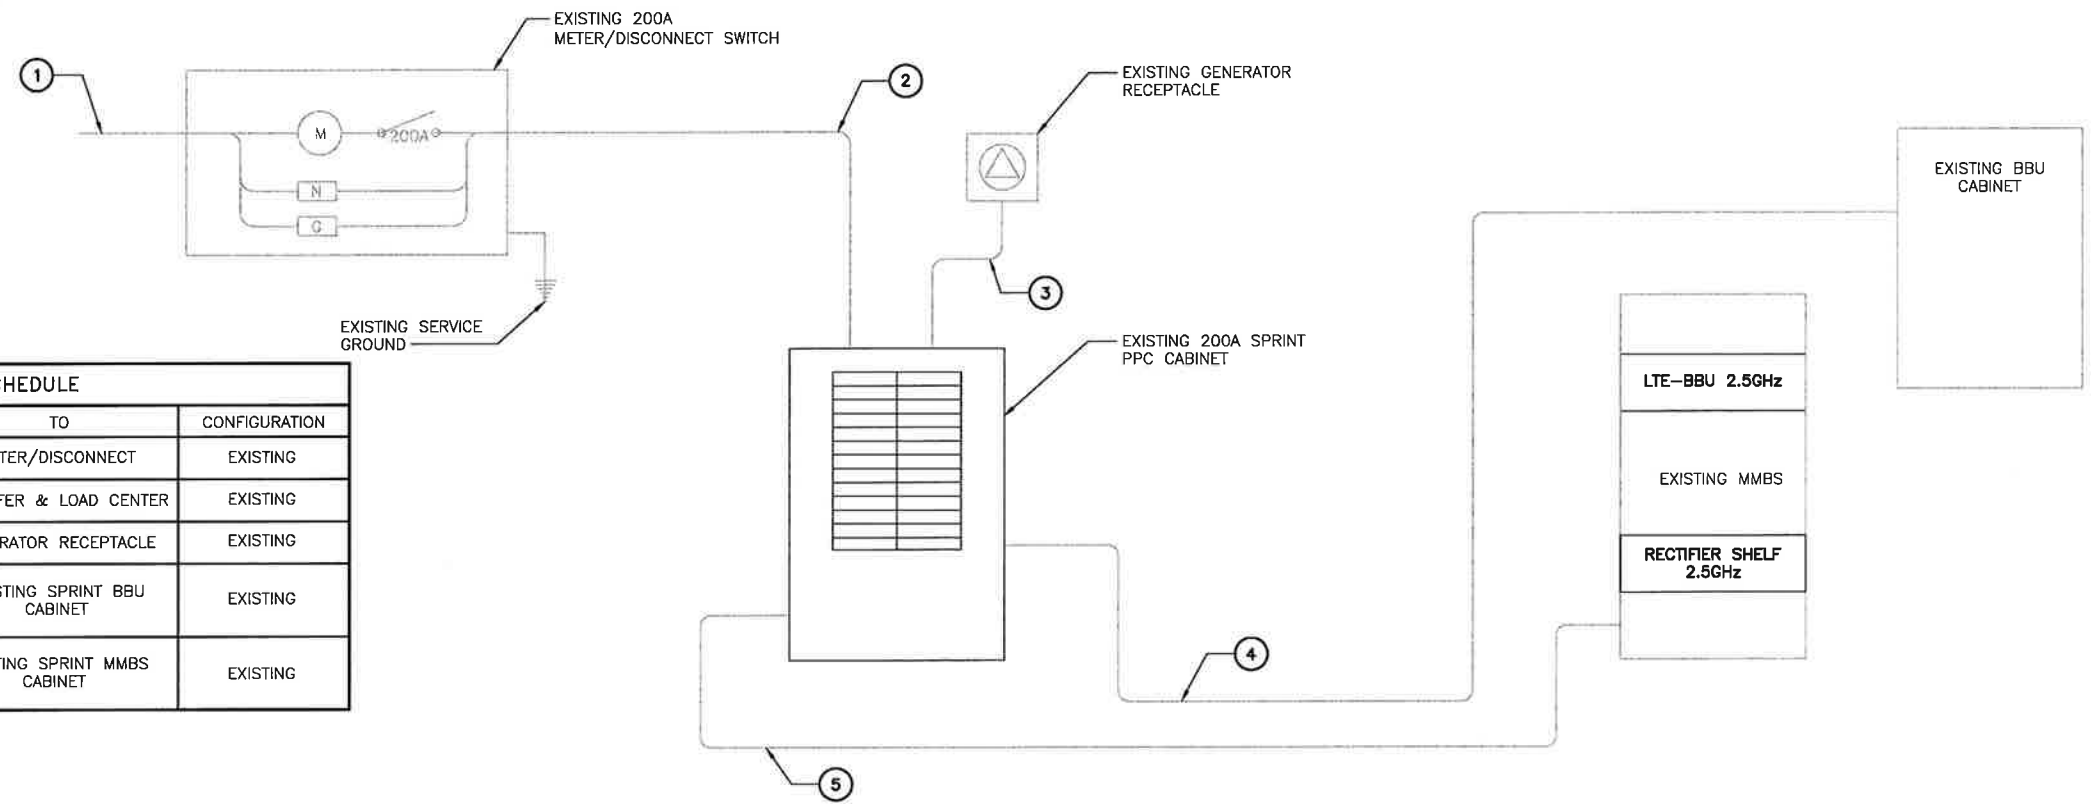 EXISTING 200A
METER/DISCONNECT SWITCH
1
2
EXISTING GENERATOR
RECEPTACLE
M
200A
N
G
EXISTING BBU
CABINET
3
EXISTING SERVICE
GROUND
EXISTING 200A SPRINT
PPC CABINET
LTE-BBU 2.5GHz
EXISTING MMBS
RECTIFIER SHELF
2.5GHz
4
5
HEDULE
TO CONFIGURATION
TER/DISCONNECT EXISTING
FER & LOAD CENTER EXISTING
RATOR RECEPTACLE EXISTING
STING SPRINT BBU
CABINET EXISTING
TING SPRINT MMBS
CABINET EXISTING